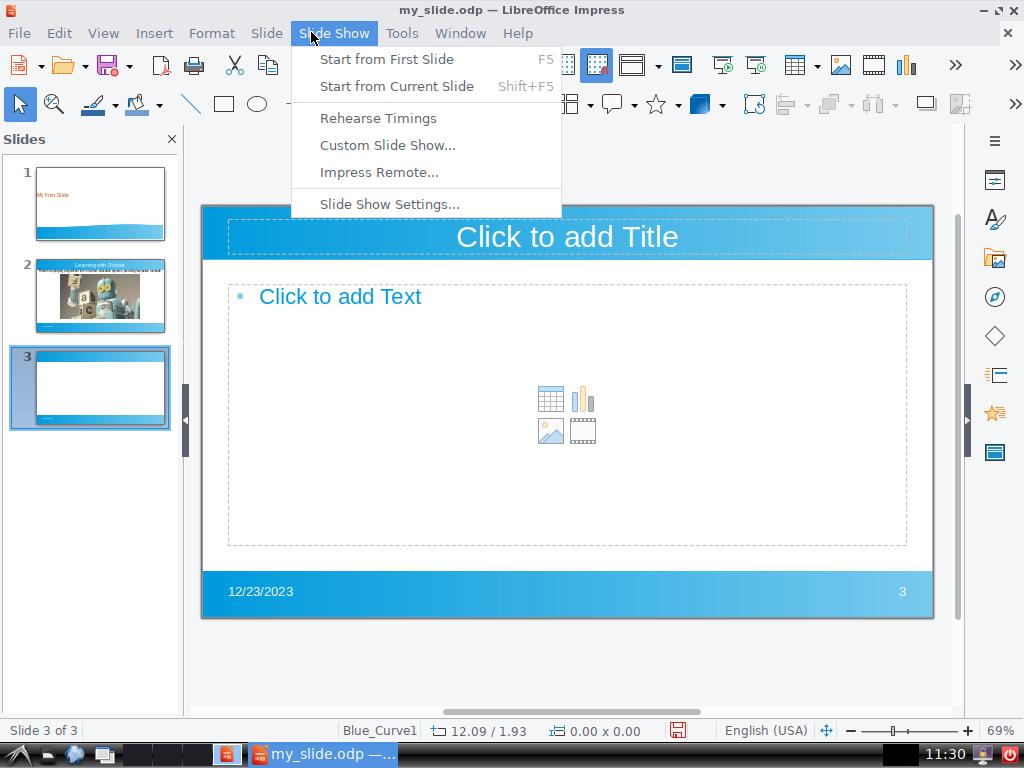 my_slide.odp — LibreOffice Impress
File Edit View Insert Format Slide Slide Show Tools Window Help
Start from First Slide F5
Start from Current Slide Shift+F5
Rehearse Timings
Custom Slide Show...
Impress Remote...
Slide Show Settings...
Slides
1
My First Slide
2
Learning with Robots
3
Click to add Title
Click to add Text
12/23/2023
3
Slide 3 of 3
Blue_Curve1
12.09 / 1.93
0.00 x 0.00
English (USA)
69%
my_slide.odp —...
11:30